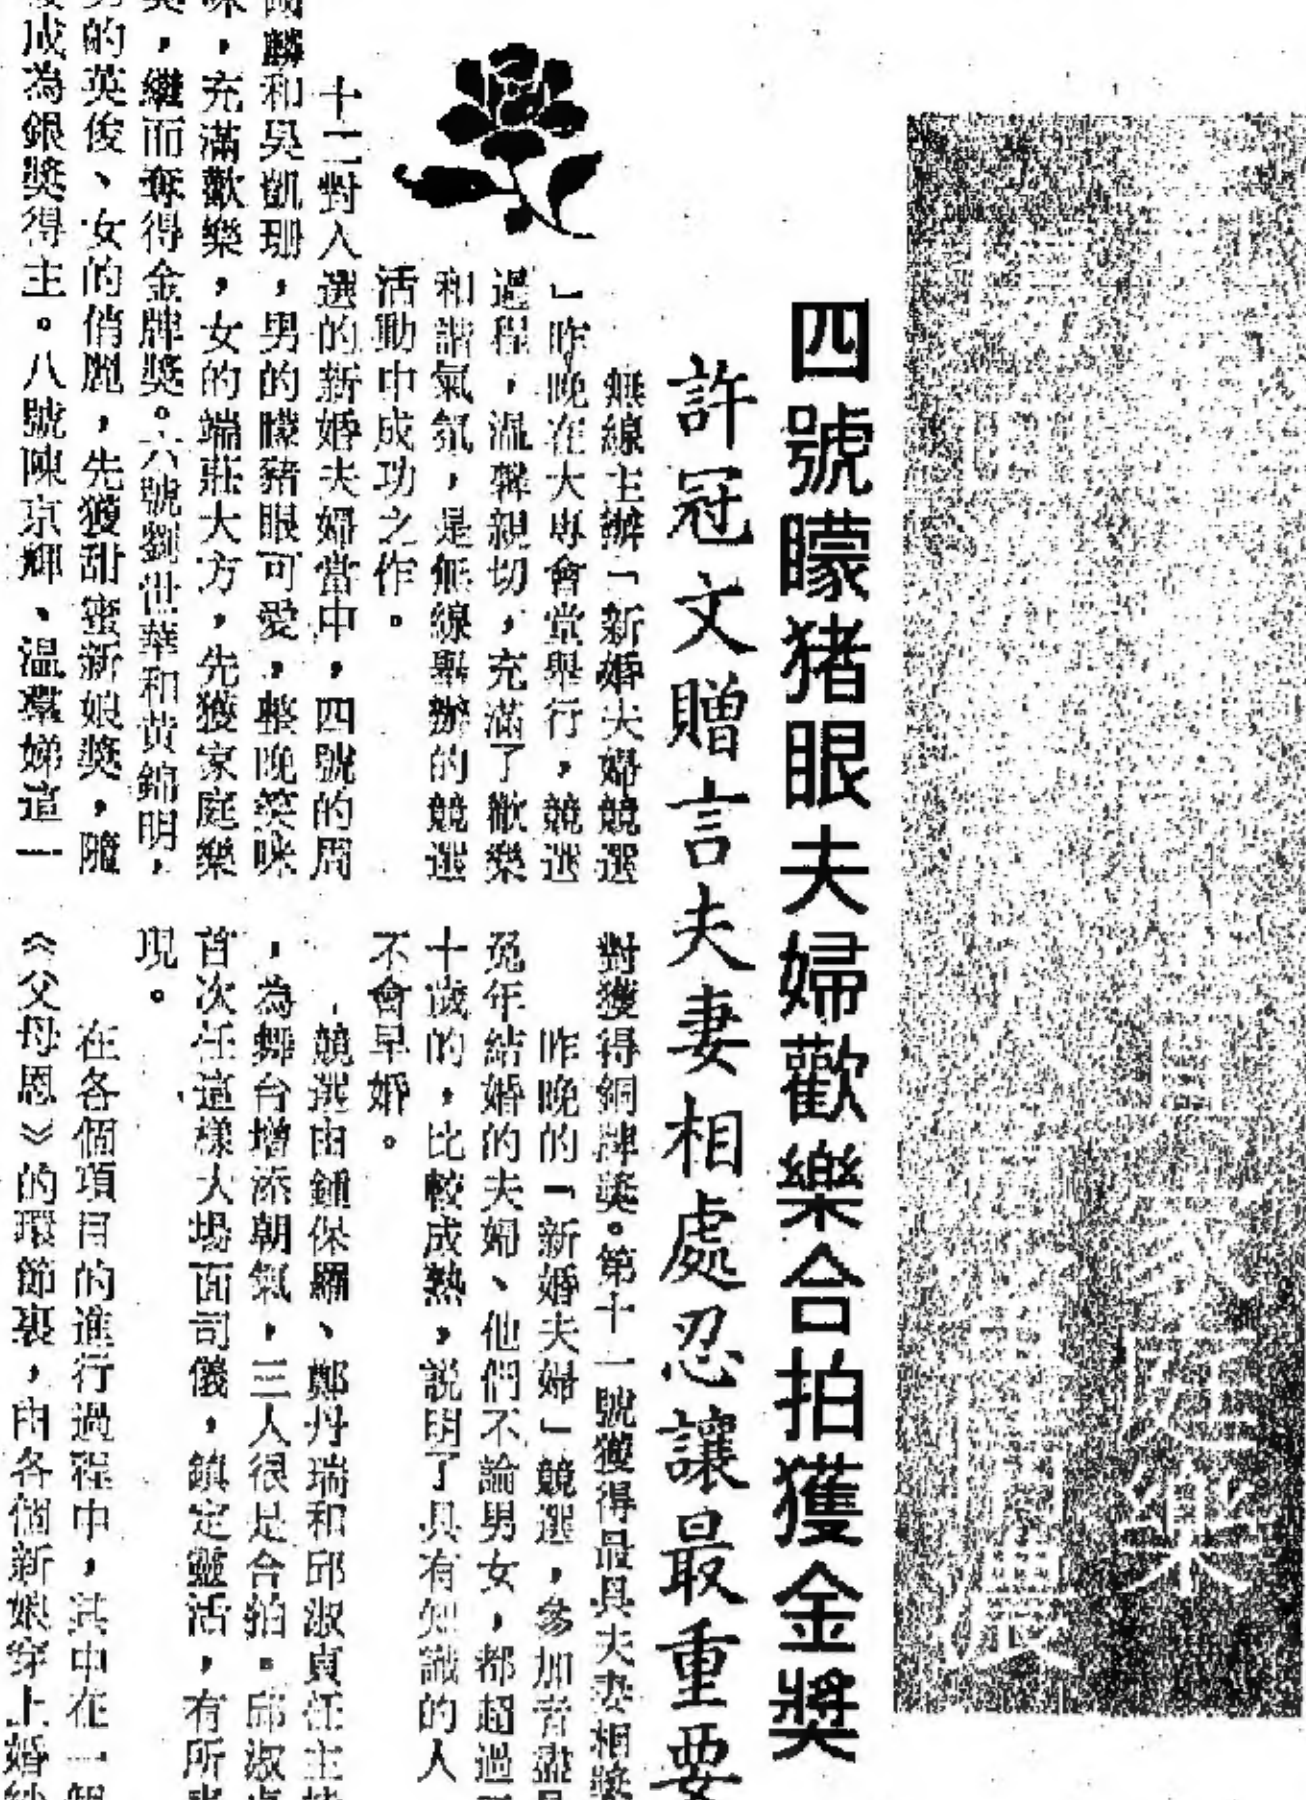 家庭樂
濃
四號矇猪眼夫婦歡樂合拍獲金獎
許冠文贈言夫妻相處忍讓最重要
無線主辦「新婚夫婦競選
」昨晚在大專會堂舉行，競選
過程，溫馨親切，充滿了歡樂
和諧氣氛，是無線舉辦的競選
活動中成功之作。
十二對入選的新婚夫婦當中，四號的周
國麟和吳凱珊，男的矇豬眼可愛，整晚笑咪
咪，充滿歡樂，女的端莊大方，先獲家庭樂
獎，繼而奪得金牌獎。六號劉世華和黃錦明，
男的英俊、女的俏麗，先獲甜蜜新娘獎，隨
成為銀獎得主。八號陳京輝、溫翠娣這一
對獲得銅牌獎。第十一號獲得最具夫妻相獎
昨晚的「新婚夫婦」競選，參加者盡是
兔年結婚的夫婦、他們不論男女，都超過
十歲的，比較成熟，説明了具有知識的人
不會早婚。
競選由鍾保羅、鄭丹瑞和邱淑貞任主持
，為舞台增添朝氣，三人很是合拍。邱淑貞
首次任這樣大場面司儀，鎮定靈活，有所表
現。
在各個項目的進行過程中，其中在一個
《父母恩》的環節裏，由各個新娘穿上婚紗